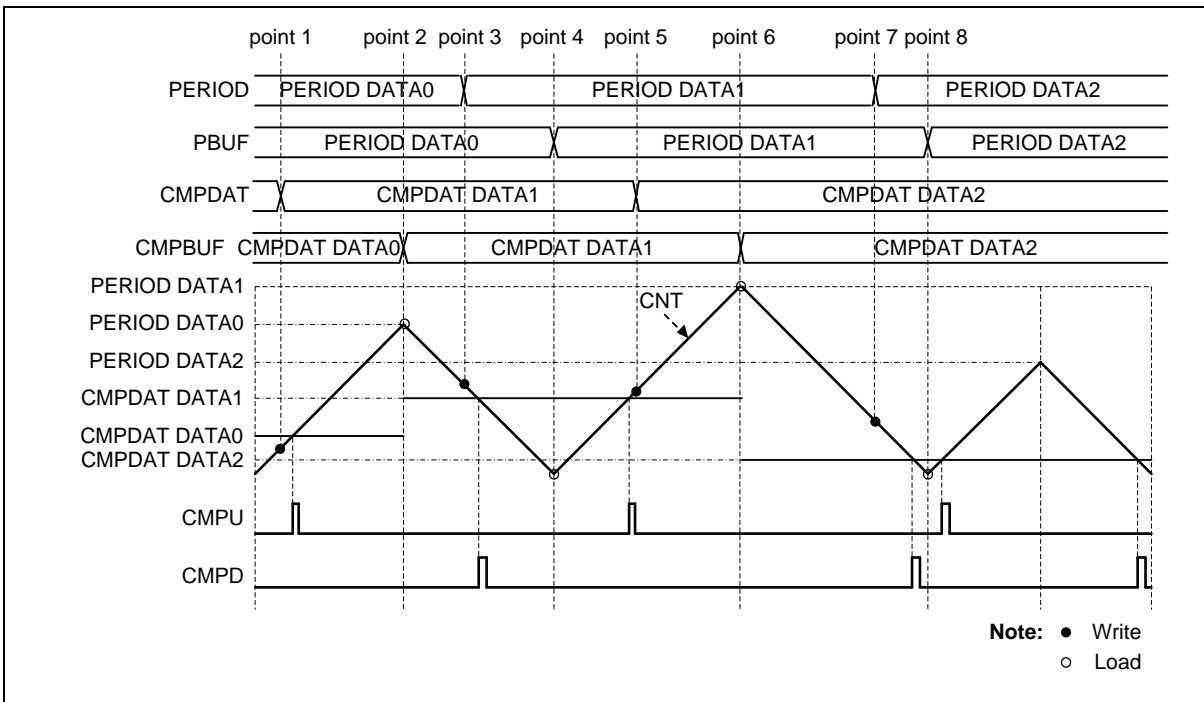 point 1 point 2 point 3 point 4 point 5 point 6 point 7 point 8
PERIOD PERIOD DATA0 PERIOD DATA1 PERIOD DATA2
PBUF PERIOD DATA0 PERIOD DATA1 PERIOD DATA2
CMPDAT CMPDAT DATA1 CMPDAT DATA2
CMPBUF CMPDAT DATA0 CMPDAT DATA1 CMPDAT DATA2
PERIOD DATA1
CNT
PERIOD DATA0
PERIOD DATA2
CMPDAT DATA1
CMPDAT DATA0
CMPDAT DATA2
CMPU
CMPD
Note: Write
Load